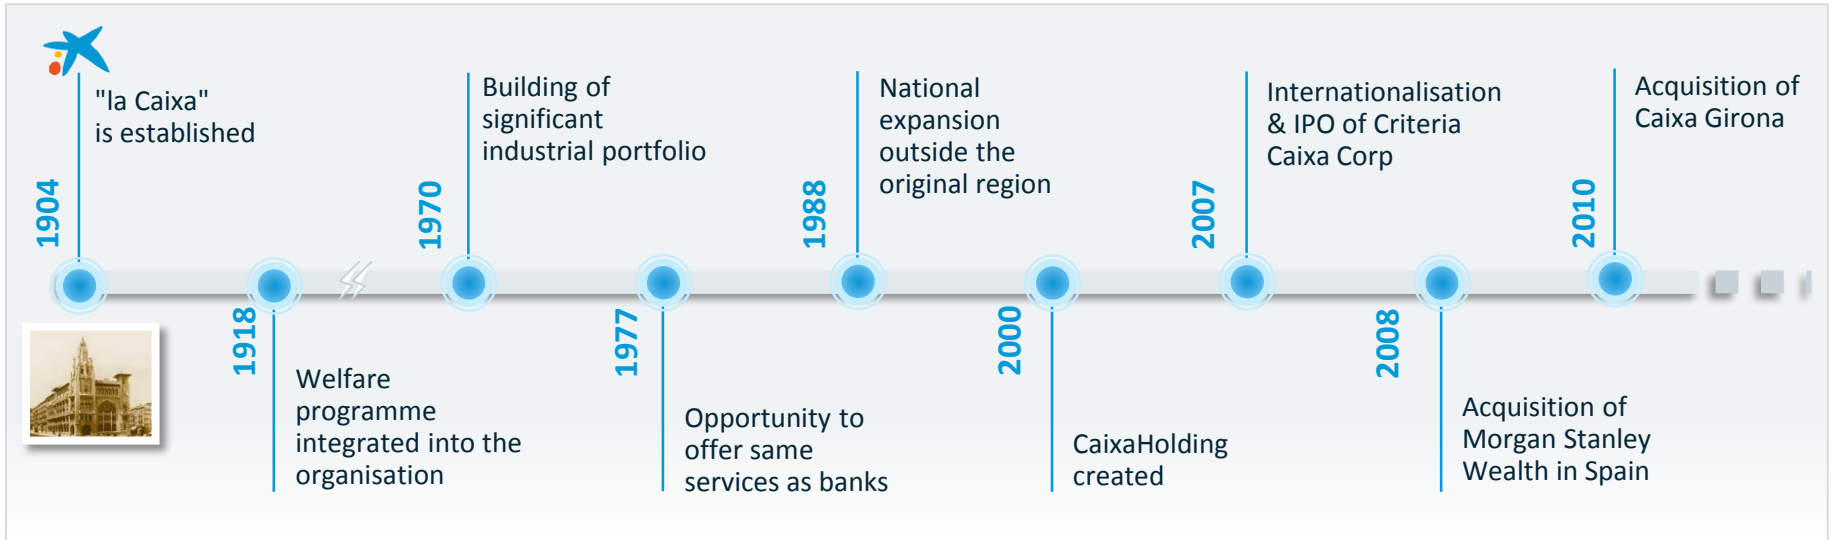 1904
"la Caixa"
is established
1918
Welfare
programme
integrated into the
organisation
1970
Building of
significant
industrial portfolio
1977
Opportunity to
offer same
services as banks
1988
National
expansion
outside the
original region
2000
CaixaHolding
created
2007
Internationalisation
& IPO of Criteria
Caixa Corp
2008
Acquisition of
Morgan Stanley
Wealth in Spain
2010
Acquisition of
Caixa Girona